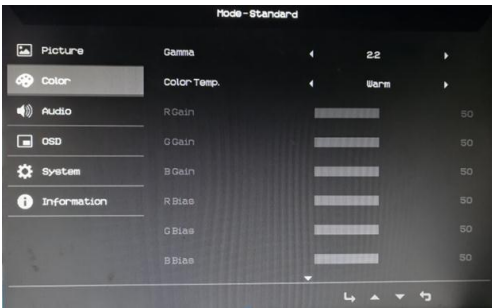 Mode-Standard
Picture
Gamma 2.2
Color
Color Temp. Warm
Audio
R Gain 50
OSD
G Gain 50
System
B Gain 50
Information
R Bias 50
G Bias 50
B Bias 50